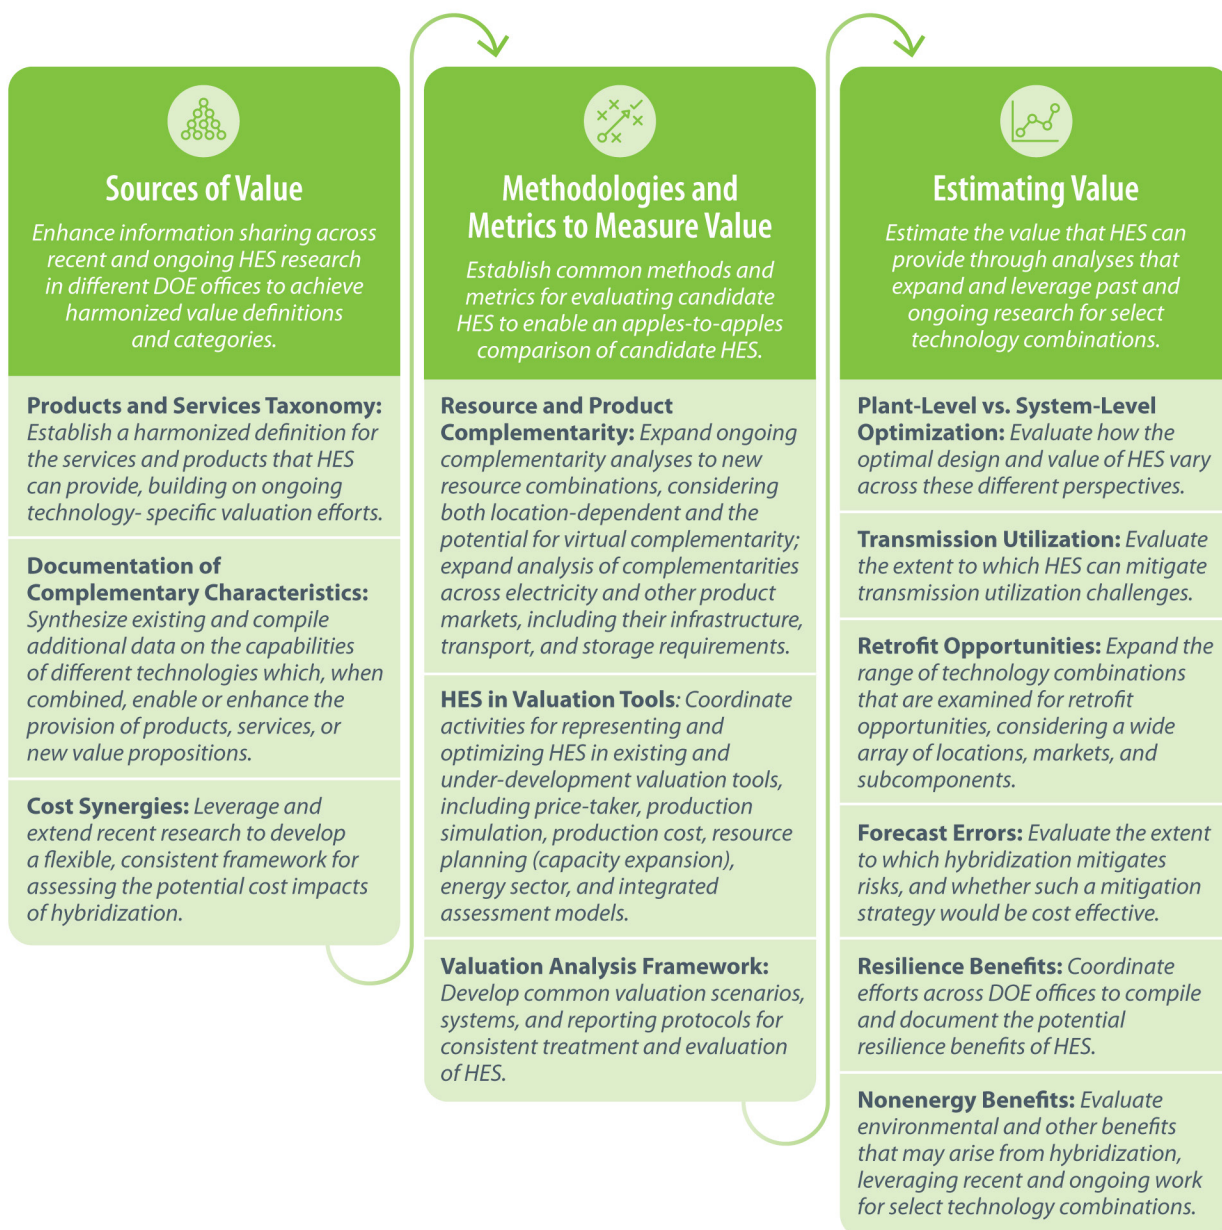 Sources of Value
Enhance information sharing across
recent and ongoing HES research
in different DOE offices to achieve
harmonized value definitions
and categories.
Products and Services Taxonomy:
Establish a harmonized definition for
the services and products that HES
can provide, building on ongoing
technology- specific valuation efforts.
Documentation of
Complementary Characteristics:
Synthesize existing and compile
additional data on the capabilities
of different technologies which, when
combined, enable or enhance the
provision of products, services, or
new value propositions.
Cost Synergies: Leverage and
extend recent research to develop
a flexible, consistent framework for
assessing the potential cost impacts
of hybridization.
Methodologies and
Metrics to Measure Value
Establish common methods and
metrics for evaluating candidate
HES to enable an apples-to-apples
comparison of candidate HES.
Resource and Product
Complementarity: Expand ongoing
complementarity analyses to new
resource combinations, considering
both location-dependent and the
potential for virtual complementarity;
expand analysis of complementarities
across electricity and other product
markets, including their infrastructure,
transport, and storage requirements.
HES in Valuation Tools: Coordinate
activities for representing and
optimizing HES in existing and
under-development valuation tools,
including price-taker, production
simulation, production cost, resource
planning (capacity expansion),
energy sector, and integrated
assessment models.
Valuation Analysis Framework:
Develop common valuation scenarios,
systems, and reporting protocols for
consistent treatment and evaluation
of HES.
Estimating Value
Estimate the value that HES can
provide through analyses that
expand and leverage past and
ongoing research for select
technology combinations.
Plant-Level vs. System-Level
Optimization: Evaluate how the
optimal design and value of HES vary
across these different perspectives.
Transmission Utilization: Evaluate
the extent to which HES can mitigate
transmission utilization challenges.
Retrofit Opportunities: Expand the
range of technology combinations
that are examined for retrofit
opportunities, considering a wide
array of locations, markets, and
subcomponents.
Forecast Errors: Evaluate the extent
to which hybridization mitigates
risks, and whether such a mitigation
strategy would be cost effective.
Resilience Benefits: Coordinate
efforts across DOE offices to compile
and document the potential
resilience benefits of HES.
Nonenergy Benefits: Evaluate
environmental and other benefits
that may arise from hybridization,
leveraging recent and ongoing work
for select technology combinations.